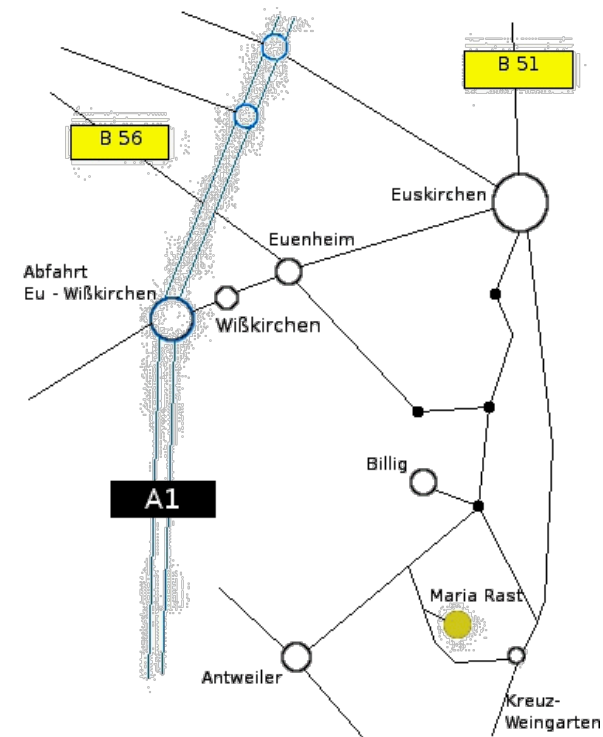 B 51
B 56
Euskirchen
Euenheim
Abfahrt
Eu - Wißkirchen
Wißkirchen
Billig
A1
Maria Rast
Antweiler
Kreuz-
Weingarten